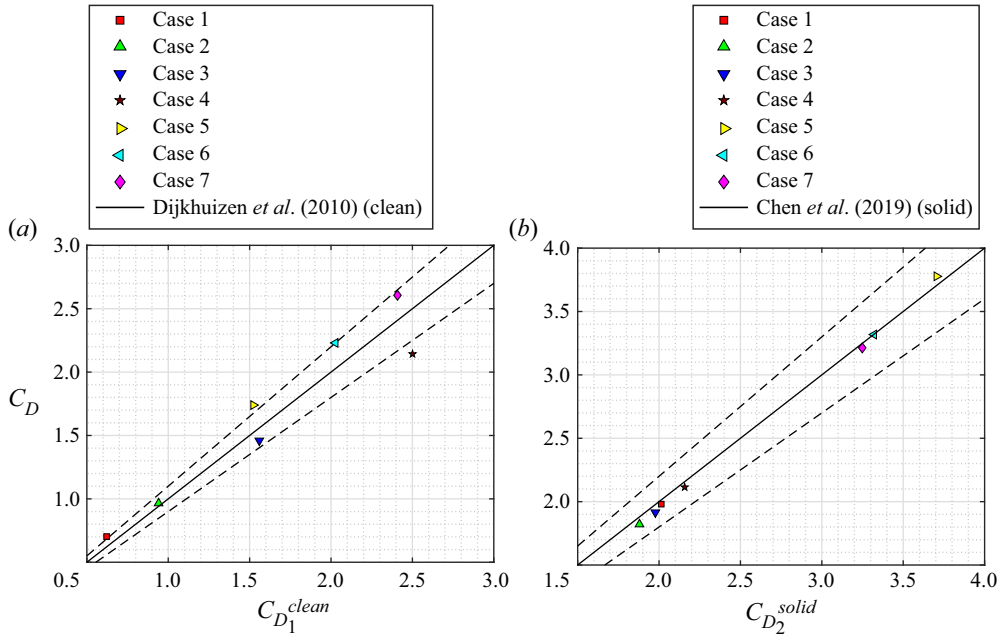 Case 1
Case 2
Case 3
Case 4
Case 5
Case 6
Case 7
Dijkhuizen et al. (2010) (clean)
(a)
3.0
2.5
2.0
C_D
1.5
1.0
0.5 1.0 1.5 2.0 2.5 3.0
C_{D_1}^{clean}
Case 1
Case 2
Case 3
Case 4
Case 5
Case 6
Case 7
Chen et al. (2019) (solid)
(b)
4.0
3.5
3.0
2.5
2.0
1.5 2.0 2.5 3.0 3.5 4.0
C_{D_2}^{solid}